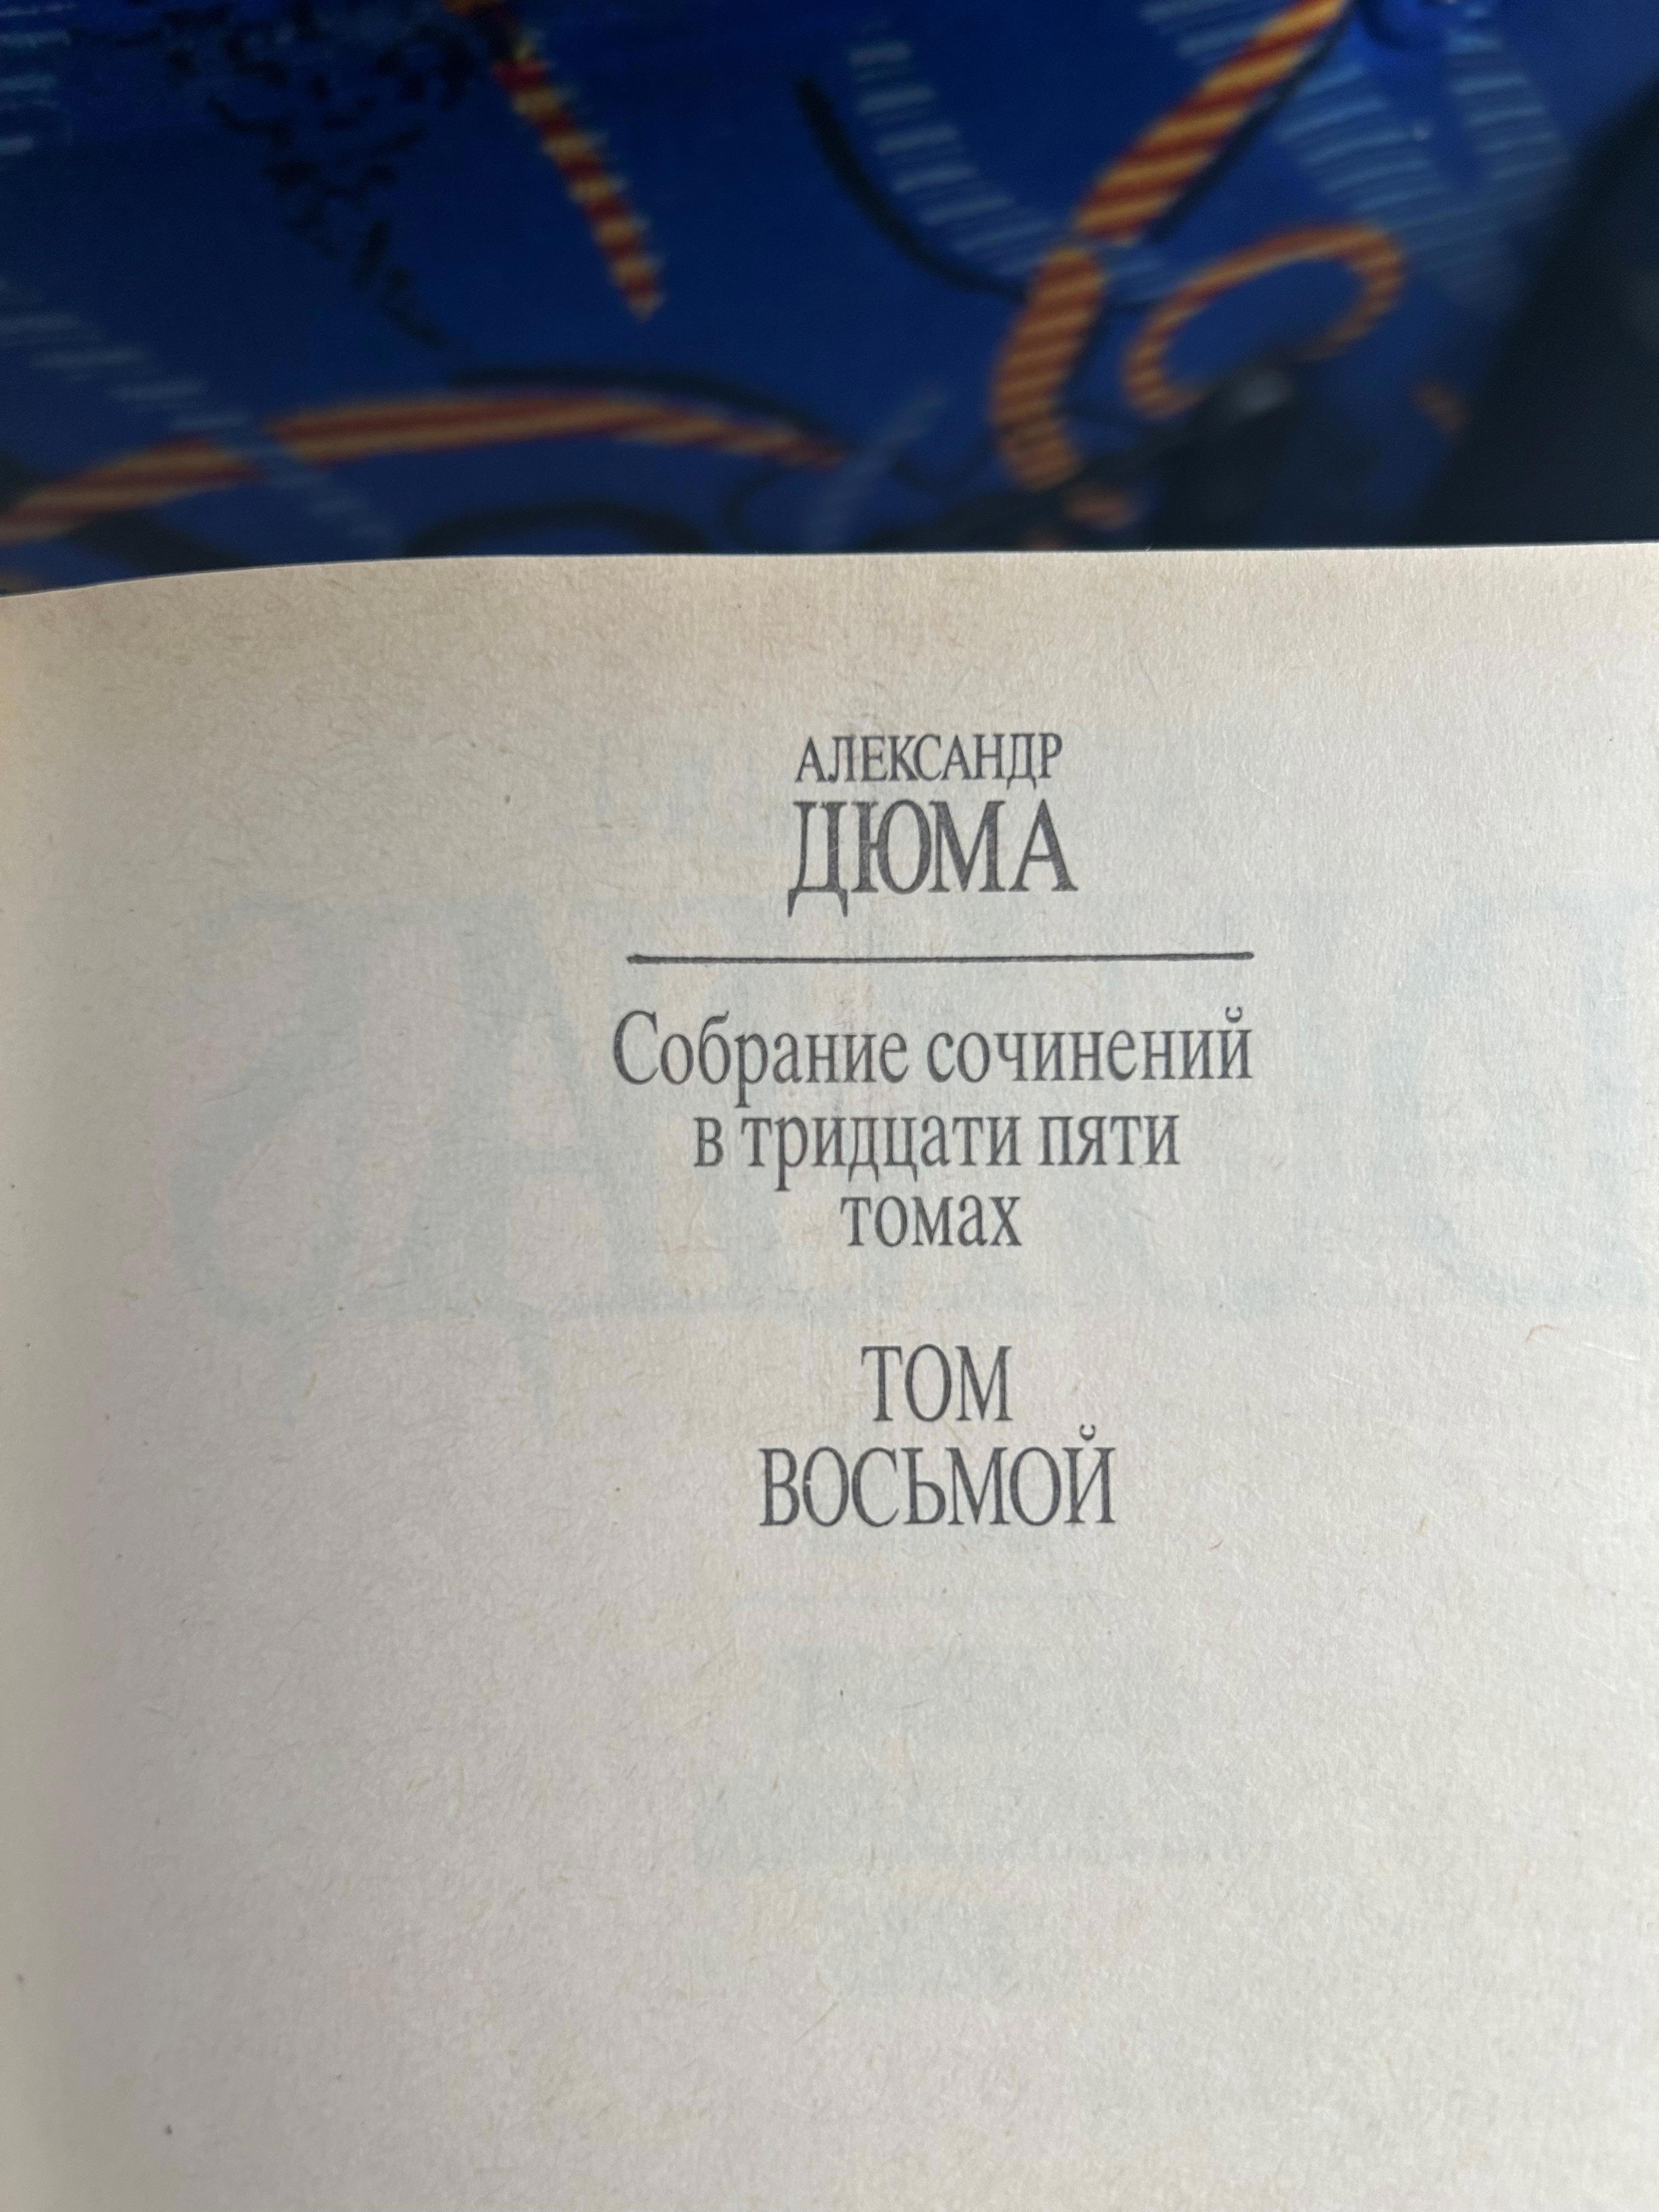 АЛЕКСАНДР
ДЮМА
Собрание сочинений
в тридцати пяти
томах
ТОМ
ВОСЬМОЙ